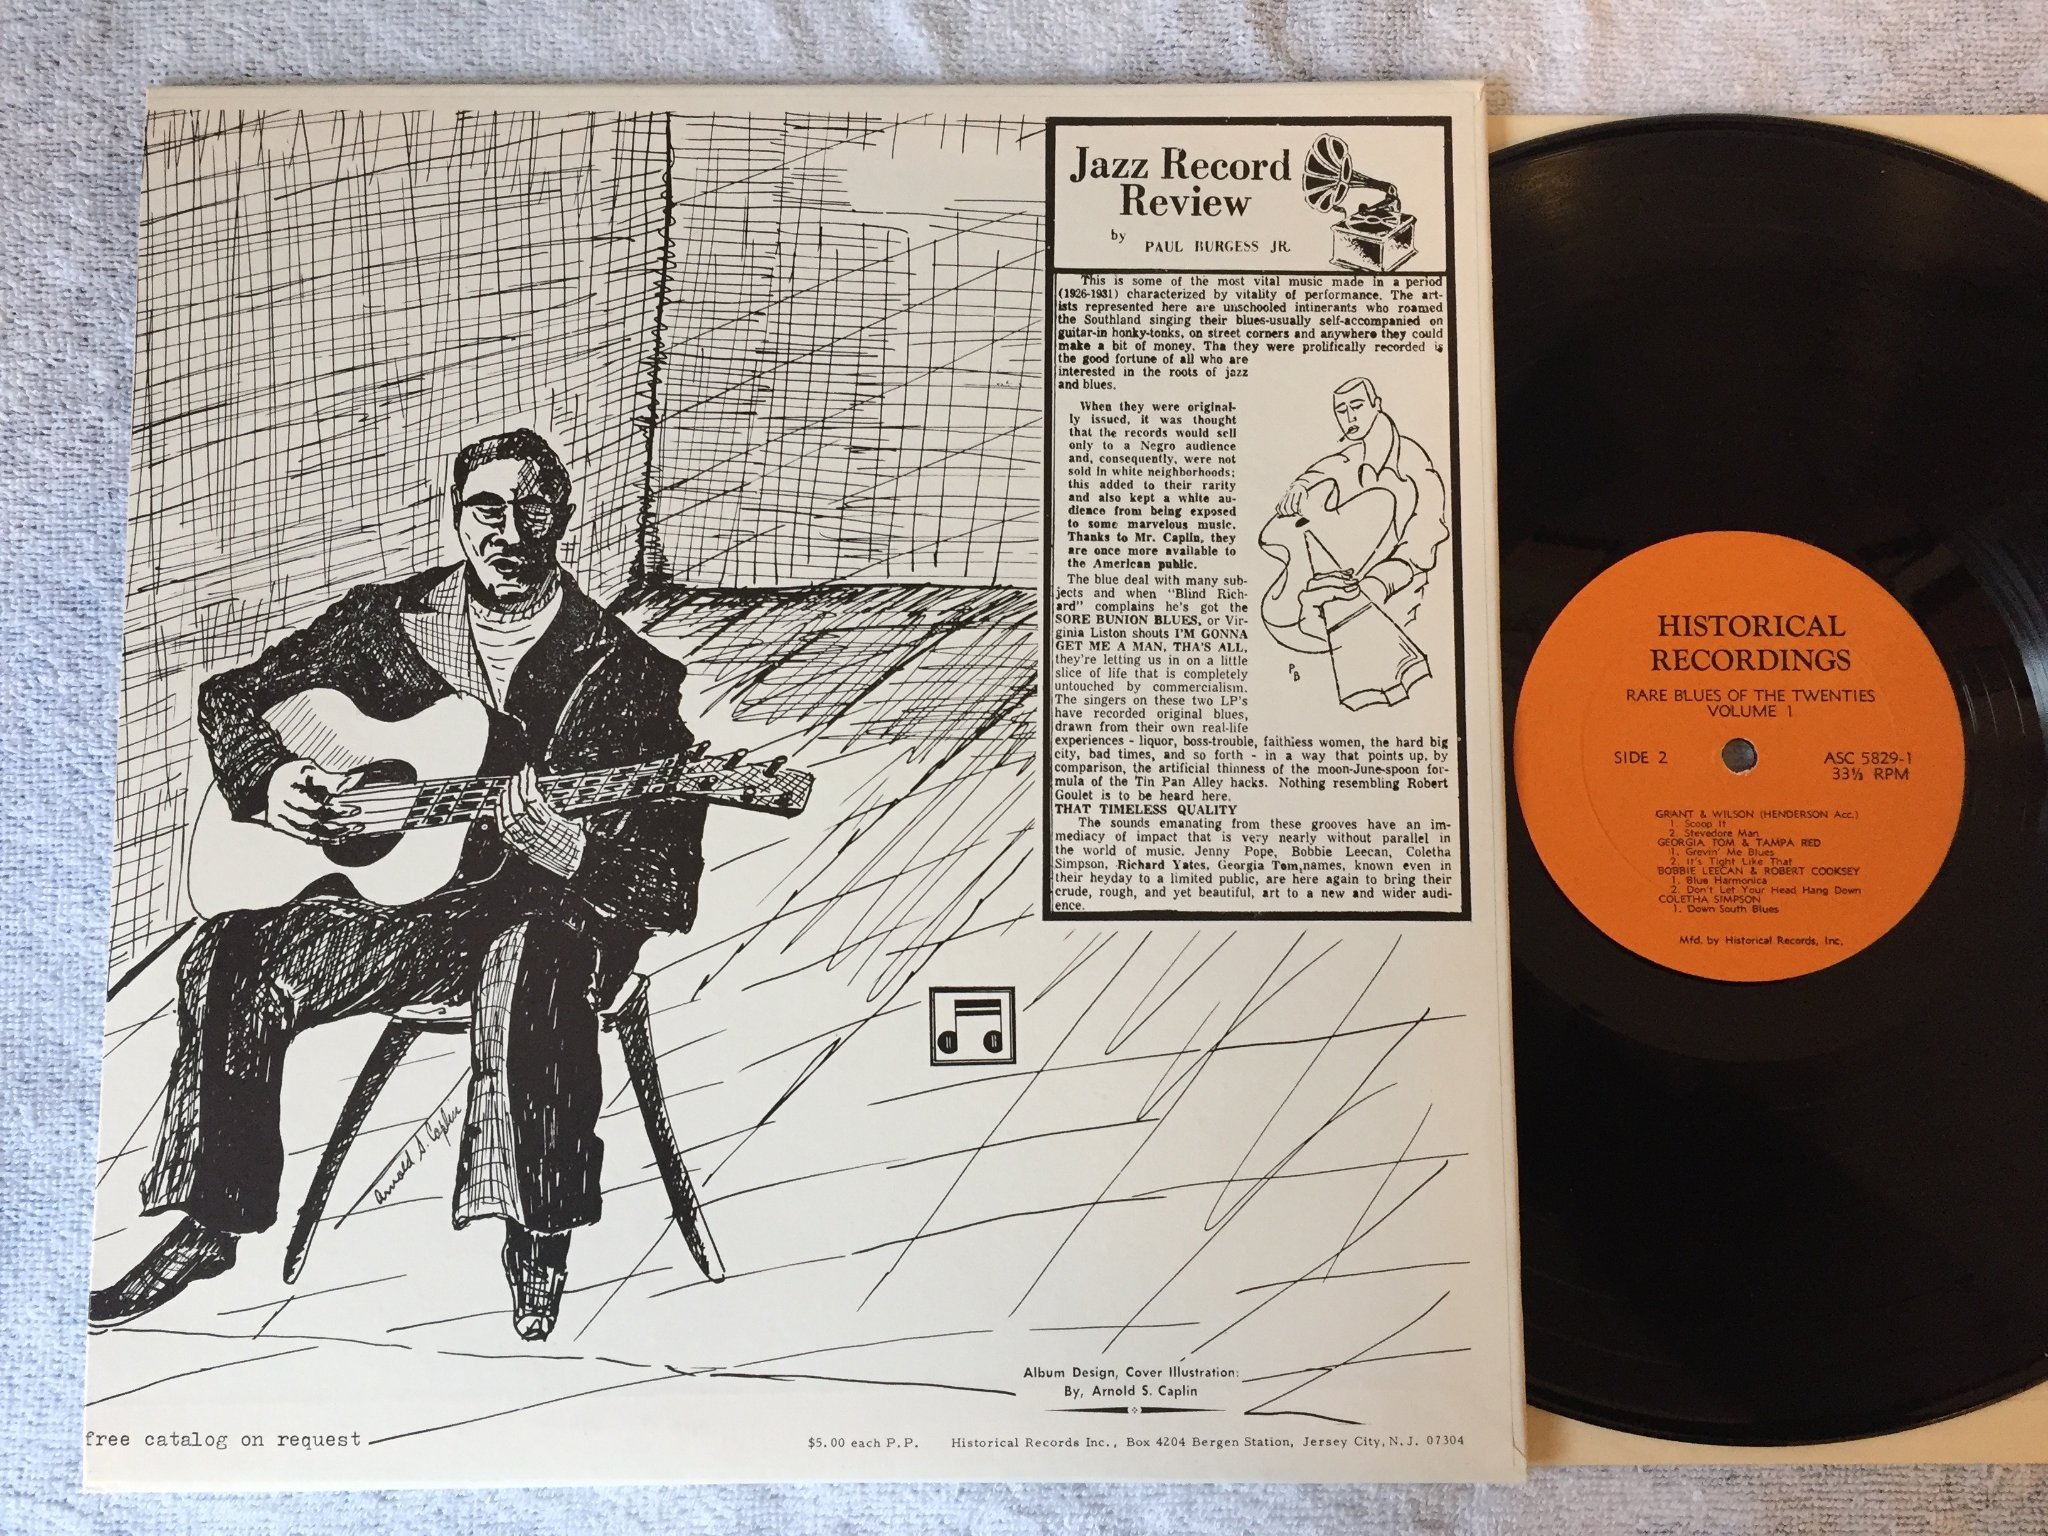 Jazz Record
Review
by
PAUL BURGESS JR.
This is some of the most vital music made in a period
(1926-1931) characterized by vitality of performance. The art-
ists represented here are unschooled intinerants who roamed
the Southland singing their blues-usually self-accompanied on
guitar-in honky-tonks, on street corners and anywhere they could
make a bit of money. Tha they were prolifically recorded is
the good fortune of all who are
interested in the roots of jazz
and blues.
When they were original-
ly issued, it was thought
that the records would sell
only to a Negro audience
and, consequently, were not
sold in white neighborhoods;
this added to their rarity
and also kept a white au-
dience from being exposed
to some marvelous music.
Thanks to Mr. Caplin, they
are once more available to
the American public.
The blue deal with many sub-
jects and when "Blind Rich-
ard" complains he's got the
SORE BUNION BLUES, or Vir-
ginia Liston shouts I'M GONNA
GET ME A MAN, THA'S ALL,
they're letting us in on a little
slice of life that is completely
untouched by commercialism.
The singers on these two LP's
have recorded original blues,
drawn from their own real-life
experiences - liquor, boss-trouble, faithless women, the hard big
city, bad times, and so forth - in a way that points up, by
comparison, the artificial thinness of the moon-June-spoon for-
mula of the Tin Pan Alley hacks. Nothing resembling Robert
Goulet is to be heard here.
THAT TIMELESS QUALITY
The sounds emanating from these grooves have an im-
mediacy of impact that is very nearly without parallel in
the world of music. Jenny Pope, Bobbie Leecan, Coletha
Simpson, Richard Yates, Georgia Tom,names, known even in
their heyday to a limited public, are here again to bring their
crude, rough, and yet beautiful, art to a new and wider audi-
ence.
PB
Arnold S. Caplin
Album Design, Cover Illustration:
By, Arnold S. Caplin
free catalog on request
$5.00 each P.P. Historical Records Inc., Box 4204 Bergen Station, Jersey City, N.J. 07304
HISTORICAL
RECORDINGS
RARE BLUES OF THE TWENTIES
VOLUME 1
SIDE 2
ASC 5829-1
33⅓ RPM
GRANT & WILSON (HENDERSON Acc.)
1. Scoop It
2. Stevedore Man
GEORGIA TOM & TAMPA RED
1. Grevin' Me Blues
2. It's Tight Like That
BOBBIE LEECAN & ROBERT COOKSEY
1. Blue Harmonica
2. Don't Let Your Head Hang Down
COLETHA SIMPSON
1. Down South Blues
Mfd. by Historical Records, Inc.